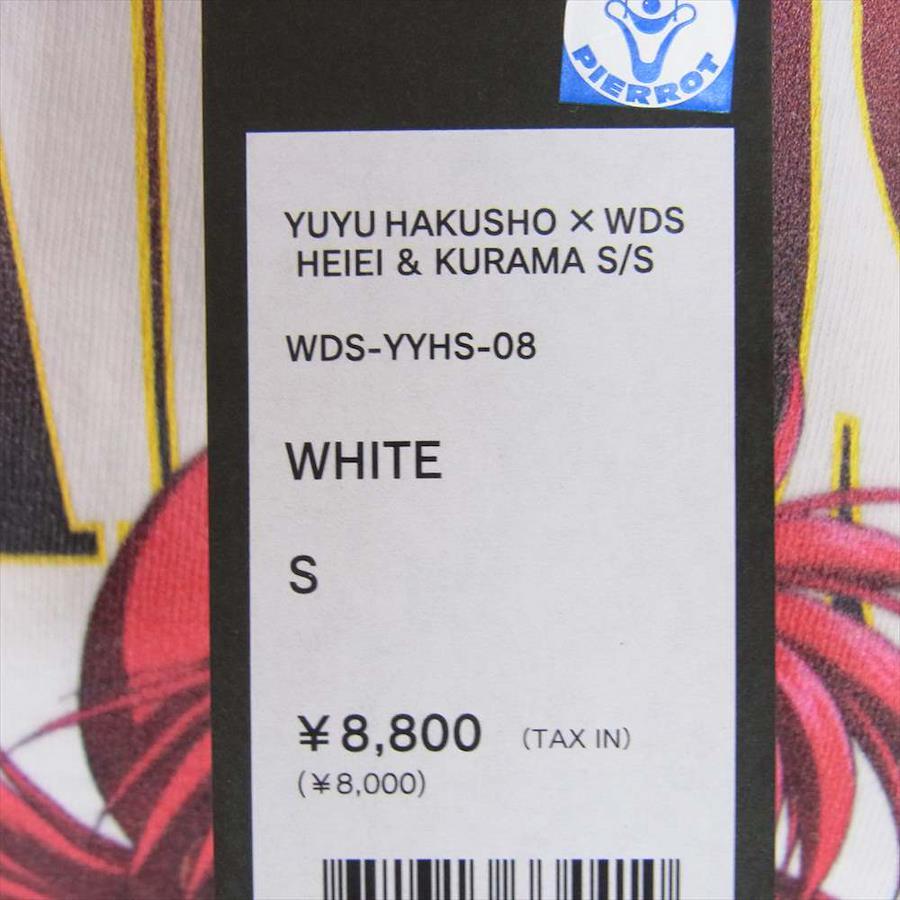 PIERROT
YUYU HAKUSHO × WDS
HEIEI & KURAMA S/S
WDS-YYHS-08
WHITE
S
¥8,800 (TAX IN)
(¥8,000)